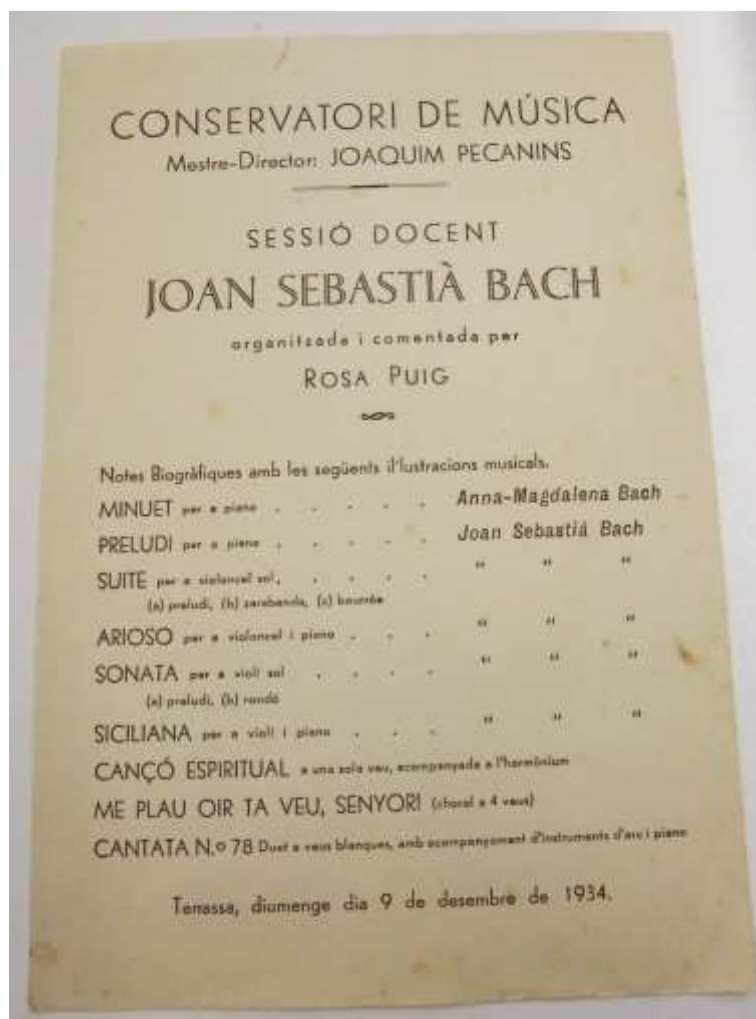 CONSERVATORI DE MÚSICA
Mestre-Director: JOAQUIM PECANINS
SESSIÓ DOCENT
JOAN SEBASTIÀ BACH
organitzada i comentada per
ROSA PUIG
Notes Biogràfiques amb les següents il'lustracions musicals.
MINUET per a piano . . . . . Anna-Magdalena Bach
PRELUDI per a piano . . . . . Joan Sebastiá Bach
SUITE per a violoncel sol, . . . . " " "
(a) preludi, (b) sarabanda, (c) bourrée
ARIOSO per a violoncel i piano . . . " " "
SONATA per a violí sol . . . . " " "
(a) preludi, (b) rondó
SICILIANA per a violí i piano . . . " " "
CANÇÓ ESPIRITUAL a una sola veu, acompanyada a l'harmònium
ME PLAU OIR TA VEU, SENYOR! (choral a 4 veus)
CANTATA N.º 78 Duet a veus blanques, amb acompanyament d'instruments d'arc i piano
Terrassa, diumenge dia 9 de desembre de 1934.